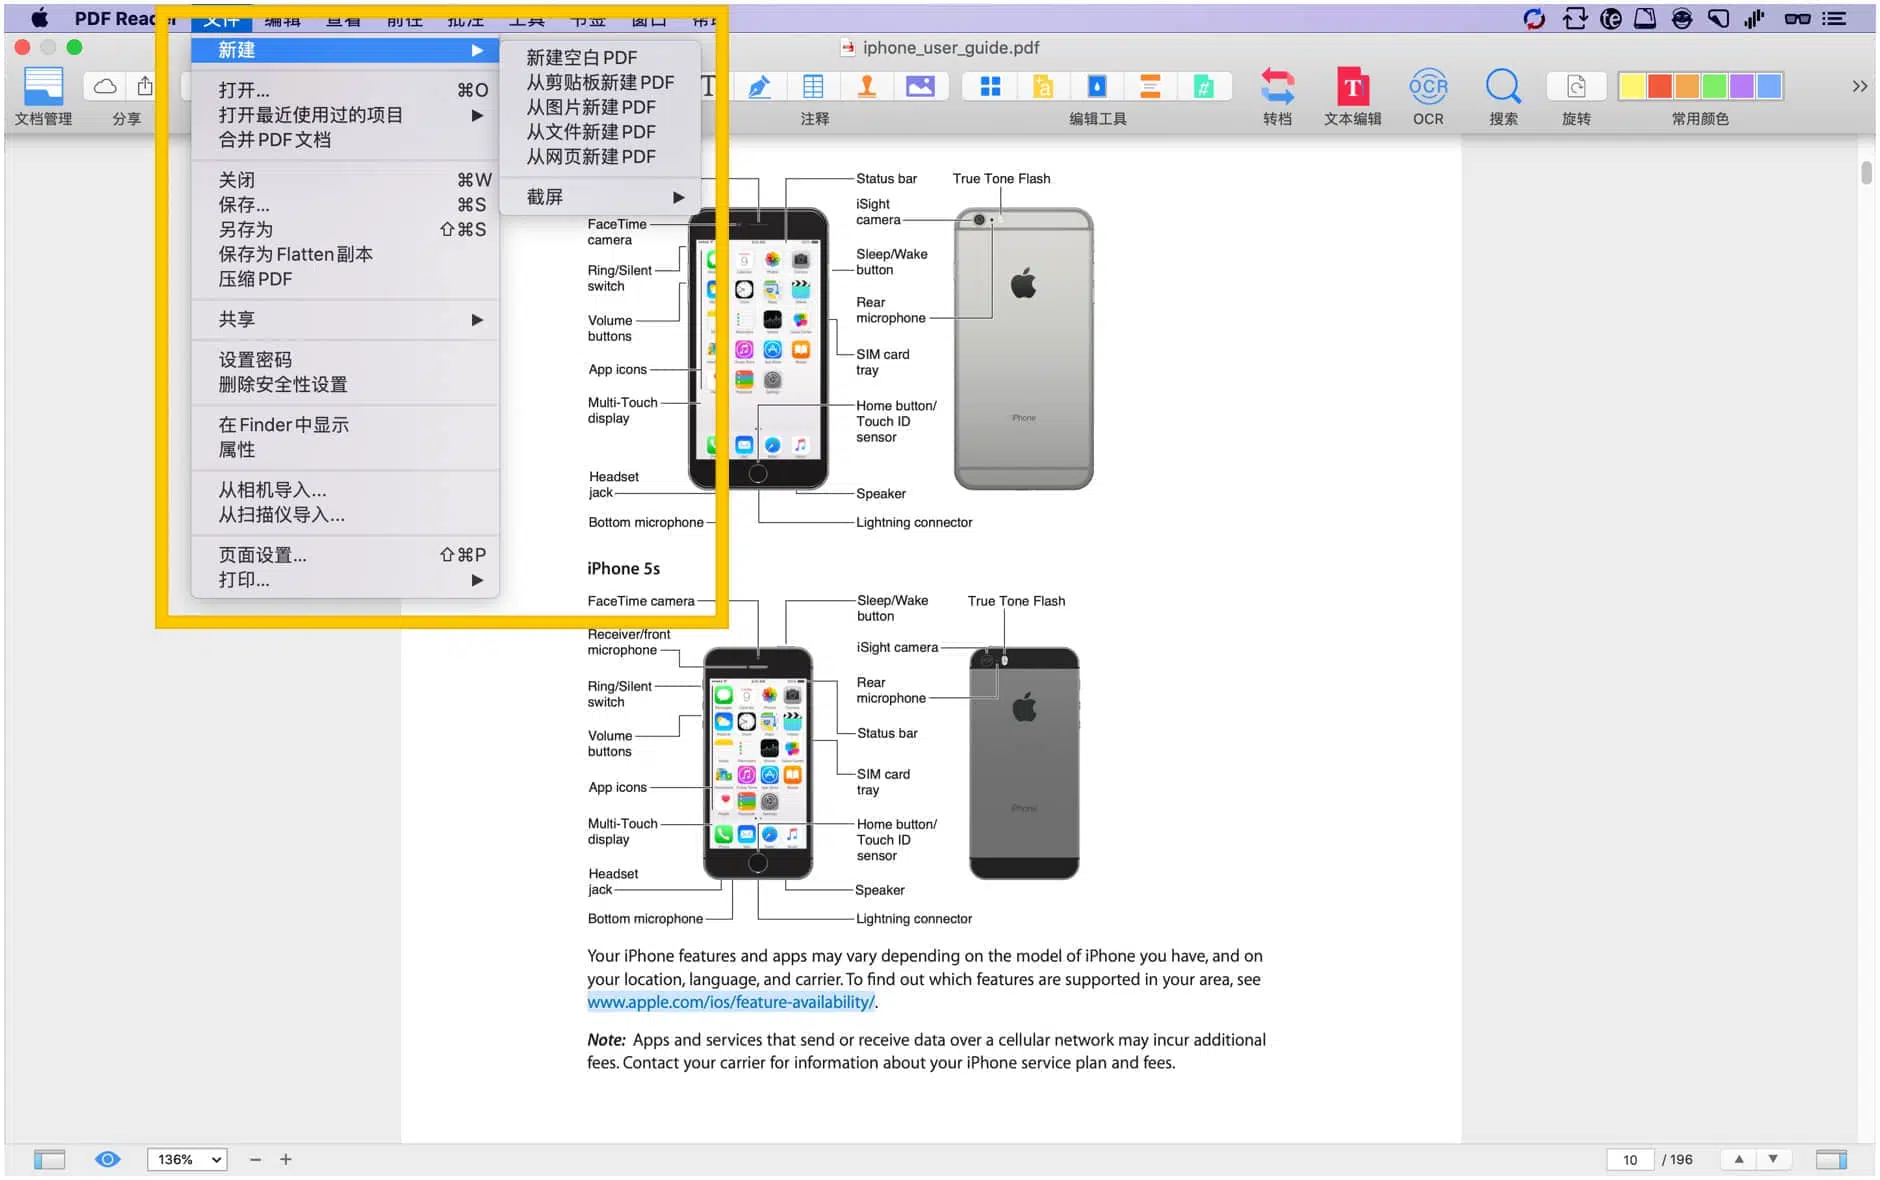 PDF Reader
文件
编辑
查看
前往
批注
工具
书签
窗口
iphone_user_guide.pdf
文档管理
分享
注释
编辑工具
转档
文本编辑
OCR
OCR
搜索
旋转
常用颜色
新建
打开... ⌘O
打开最近使用过的项目
合并PDF文档
关闭 ⌘W
保存... ⌘S
另存为 ⇧⌘S
保存为Flatten副本
压缩PDF
共享
设置密码
删除安全性设置
在Finder中显示
属性
从相机导入...
从扫描仪导入...
页面设置... ⇧⌘P
打印...
新建空白PDF
从剪贴板新建PDF
从图片新建PDF
从文件新建PDF
从网页新建PDF
截屏
Status bar
True Tone Flash
FaceTime
camera
iSight
camera
Ring/Silent
switch
Sleep/Wake
button
Volume
buttons
Rear
microphone
App icons
SIM card
tray
Multi-Touch
display
Home button/
Touch ID
sensor
Headset
jack
Speaker
Bottom microphone
Lightning connector
iPhone
iPhone 5s
FaceTime camera
Sleep/Wake
button
True Tone Flash
Receiver/front
microphone
iSight camera
Ring/Silent
switch
Rear
microphone
Volume
buttons
Status bar
App icons
SIM card
tray
Multi-Touch
display
Home button/
Touch ID
sensor
Headset
jack
Speaker
Bottom microphone
Lightning connector
iPhone
Your iPhone features and apps may vary depending on the model of iPhone you have, and on
your location, language, and carrier. To find out which features are supported in your area, see
www.apple.com/ios/feature-availability/.
Note: Apps and services that send or receive data over a cellular network may incur additional
fees. Contact your carrier for information about your iPhone service plan and fees.
136%
10 / 196